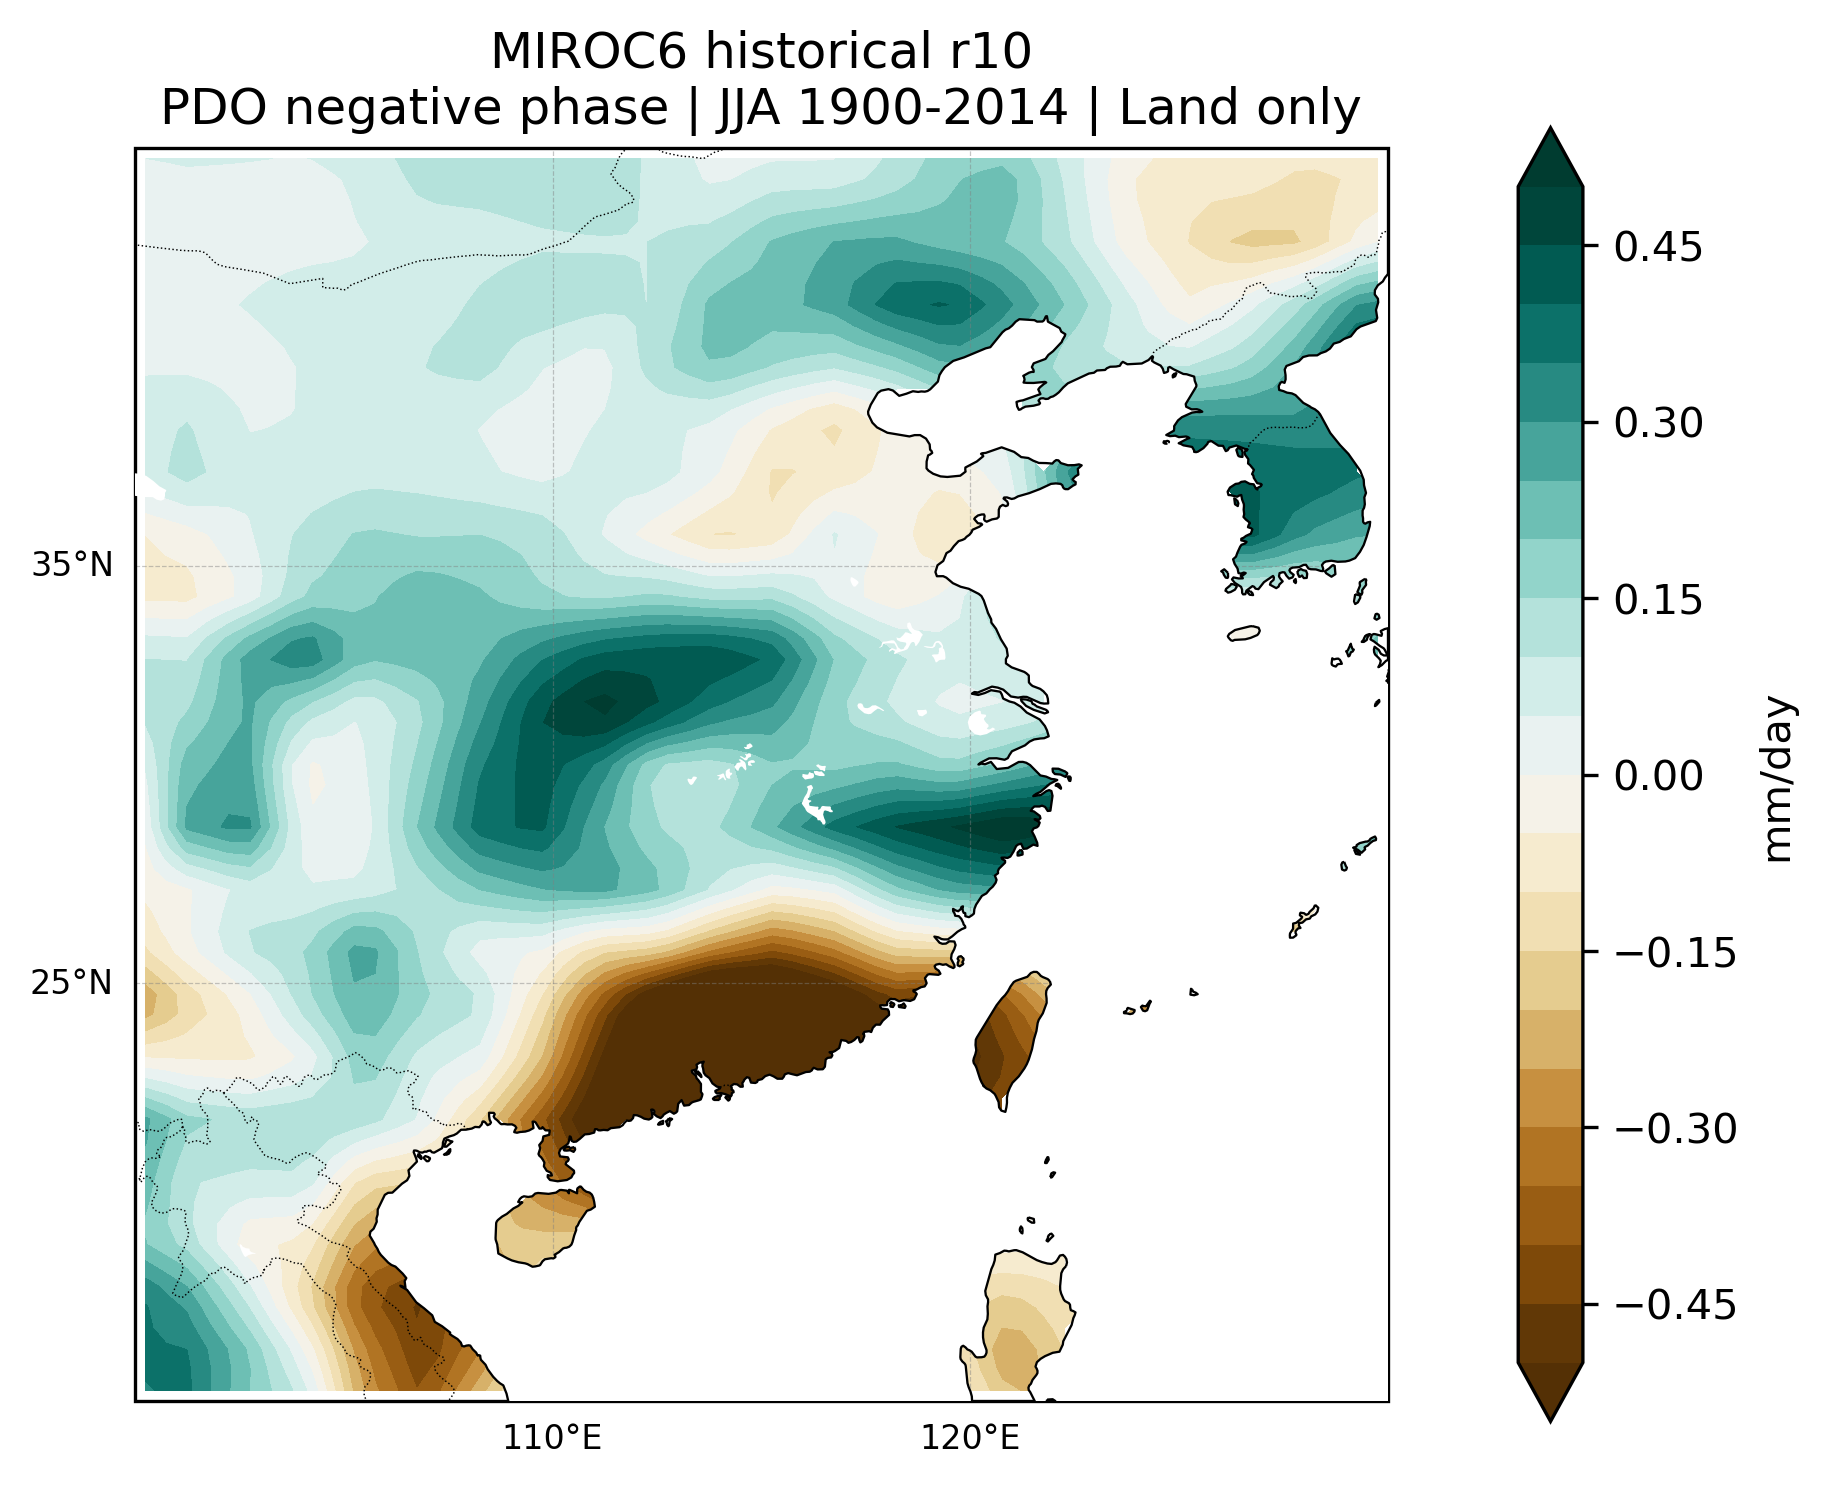 MIROC6 historical r10
PDO negative phase | JJA 1900-2014 | Land only
0.45
0.30
0.15
0.00
−0.15
−0.30
−0.45
mm/day
35°N
25°N
110°E
120°E